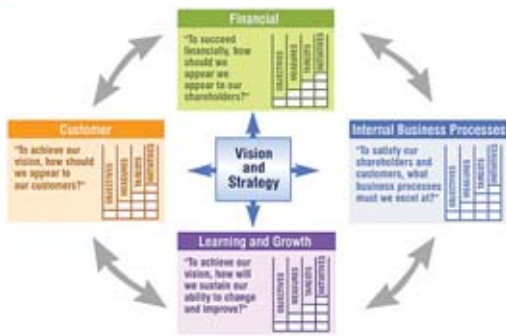 Financial
"To succeed
financially, how
should we
appear we
appear to our
shareholders?"
OBJECTIVES
MEASURES
TARGETS
INITIATIVES
Customer
"To achieve our
vision, how should
we appear to
our customers?"
OBJECTIVES
MEASURES
TARGETS
INITIATIVES
Vision
and
Strategy
Internal Business Processes
"To satisfy our
shareholders and
customers, what
business processes
must we excel at?"
OBJECTIVES
MEASURES
TARGETS
INITIATIVES
Learning and Growth
"To achieve our
vision, how will
we sustain our
ability to change
and improve?"
OBJECTIVES
MEASURES
TARGETS
INITIATIVES